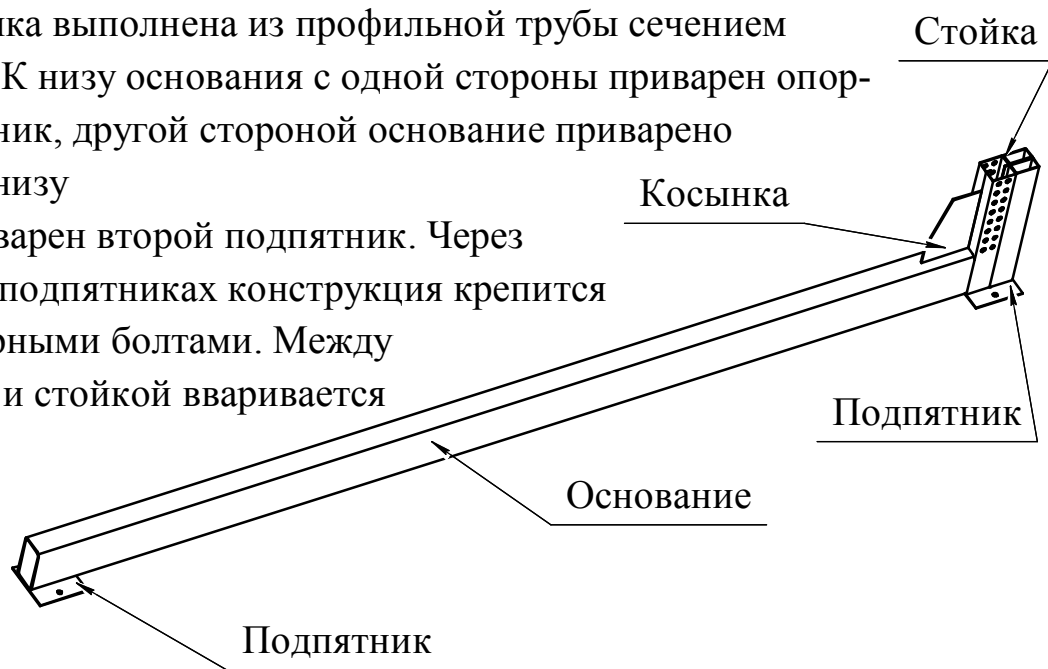 ка выполнена из профильной трубы сечением
К низу основания с одной стороны приварен опор-
ник, другой стороной основание приварено
низу
варен второй подпятник. Через
подпятниках конструкция крепится
рными болтами. Между
и стойкой вваривается
Стойка
Косынка
Подпятник
Основание
Подпятник